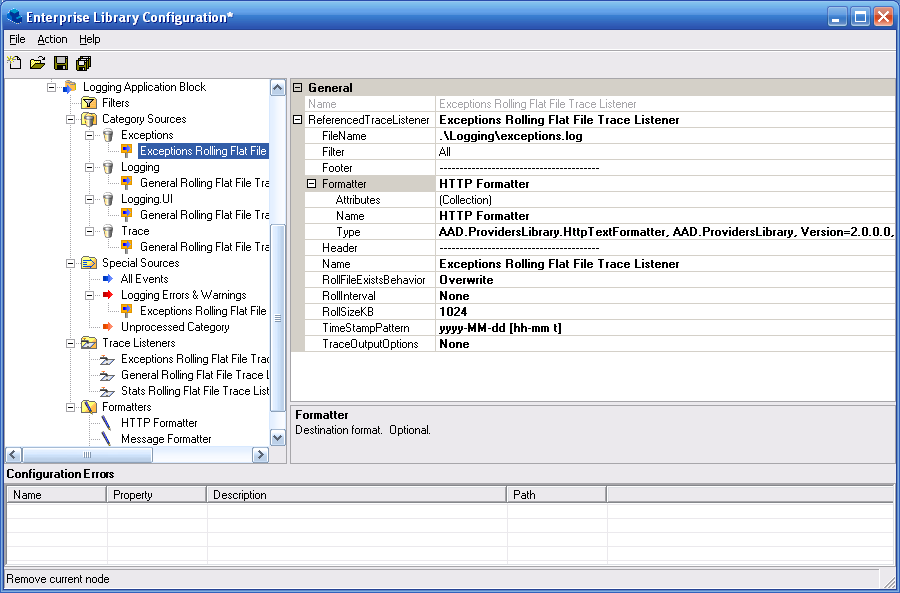 Enterprise Library Configuration*
File Action Help
Logging Application Block
Filters
Category Sources
Exceptions
Exceptions Rolling Flat File
Logging
General Rolling Flat File Tra
Logging.UI
General Rolling Flat File Tra
Trace
General Rolling Flat File Tra
Special Sources
All Events
Logging Errors & Warnings
Exceptions Rolling Flat File
Unprocessed Category
Trace Listeners
Exceptions Rolling Flat File Trac
General Rolling Flat File Trace L
Stats Rolling Flat File Trace List
Formatters
HTTP Formatter
Message Formatter
General
Name Exceptions Rolling Flat File Trace Listener
ReferencedTraceListener Exceptions Rolling Flat File Trace Listener
FileName .\Logging\exceptions.log
Filter All
Footer ----------------------------------------
Formatter HTTP Formatter
Attributes (Collection)
Name HTTP Formatter
Type AAD.ProvidersLibrary.HttpTextFormatter, AAD.ProvidersLibrary, Version=2.0.0.0,
Header ----------------------------------------
Name Exceptions Rolling Flat File Trace Listener
RollFileExistsBehavior Overwrite
RollInterval None
RollSizeKB 1024
TimeStampPattern yyyy-MM-dd [hh-mm t]
TraceOutputOptions None
Formatter
Destination format. Optional.
Configuration Errors
Name Property Description Path
Remove current node